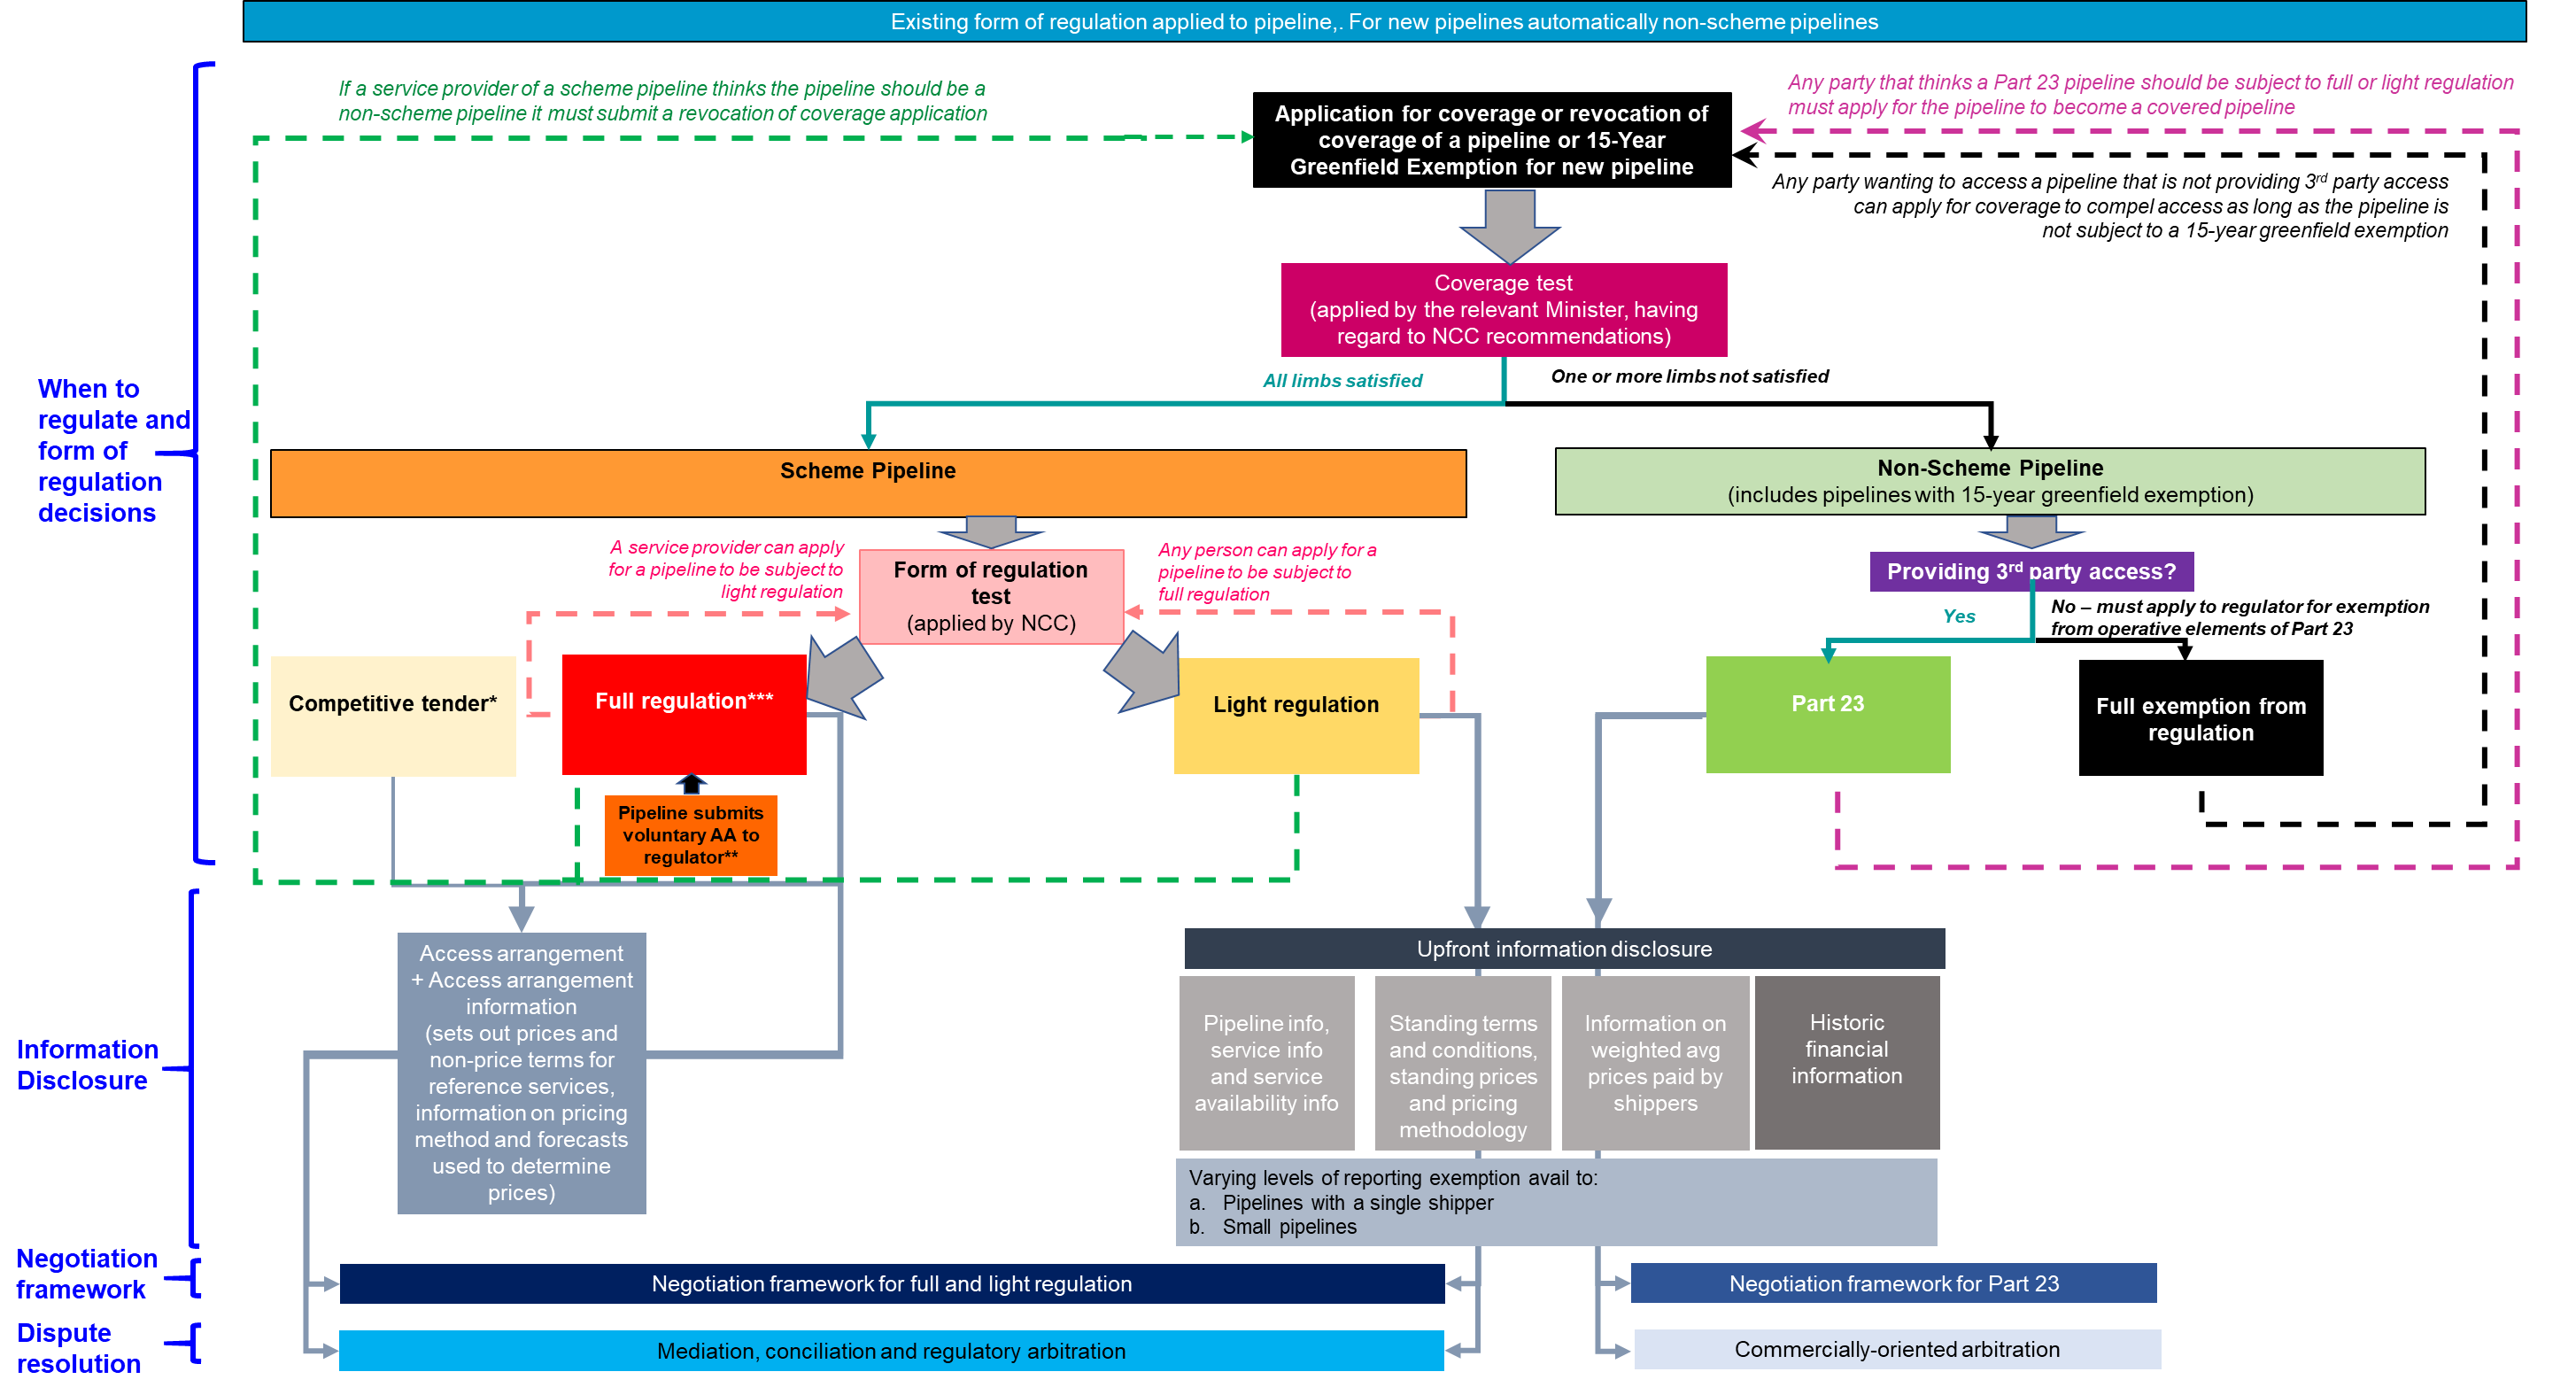 Existing form of regulation applied to pipeline,. For new pipelines automatically non-scheme pipelines
If a service provider of a scheme pipeline thinks the pipeline should be a
non-scheme pipeline it must submit a revocation of coverage application
Application for coverage or revocation of
coverage of a pipeline or 15-Year
Greenfield Exemption for new pipeline
Any party that thinks a Part 23 pipeline should be subject to full or light regulation
must apply for the pipeline to become a covered pipeline
Any party wanting to access a pipeline that is not providing 3rd party access
can apply for coverage to compel access as long as the pipeline is
not subject to a 15-year greenfield exemption
Coverage test
(applied by the relevant Minister, having
regard to NCC recommendations)
All limbs satisfied
One or more limbs not satisfied
When to
regulate and
form of
regulation
decisions
Scheme Pipeline
Non-Scheme Pipeline
(includes pipelines with 15-year greenfield exemption)
A service provider can apply
for a pipeline to be subject to
light regulation
Form of regulation
test
(applied by NCC)
Any person can apply for a
pipeline to be subject to
full regulation
Providing 3rd party access?
Yes
No – must apply to regulator for exemption
from operative elements of Part 23
Competitive tender*
Full regulation***
Light regulation
Part 23
Full exemption from
regulation
Pipeline submits
voluntary AA to
regulator**
Information
Disclosure
Access arrangement
+ Access arrangement
information
(sets out prices and
non-price terms for
reference services,
information on pricing
method and forecasts
used to determine
prices)
Upfront information disclosure
Pipeline info,
service info
and service
availability info
Standing terms
and conditions,
standing prices
and pricing
methodology
Information on
weighted avg
prices paid by
shippers
Historic
financial
information
Varying levels of reporting exemption avail to:
a. Pipelines with a single shipper
b. Small pipelines
Negotiation
framework
Negotiation framework for full and light regulation
Negotiation framework for Part 23
Dispute
resolution
Mediation, conciliation and regulatory arbitration
Commercially-oriented arbitration